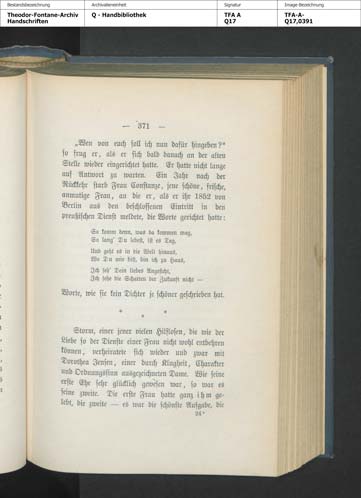 Bestandsbezeichnung
Archivalieneinheit
Signatur
Image-Bezeichnung
Theodor-Fontane-Archiv
Handschriften
Q - Handbibliothek
TFA A
Q17
TFA-A-
Q17,0391
— 371 —
„Wen von euch soll ich nun dafür hingeben?“
so frug er, als er sich bald danach an der alten
Stelle wieder eingerichtet hatte. Er hatte nicht lange
auf Antwort zu warten. Ein Jahr nach der
Rückkehr starb Frau Constanze, jene schöne, frische,
anmutige Frau, an die er, als er ihr 1852 von
Berlin aus den beschlossenen Eintritt in den
preußischen Dienst meldete, die Worte gerichtet hatte:
So komm denn, was da kommen mag,
So lang' Du lebest, ist es Tag,
Und geht es in die Welt hinaus,
Wo Du mir bist, bin ich zu Haus,
Ich seh' Dein liebes Angesicht,
Ich sehe die Schatten der Zukunft nicht —
Worte, wie sie kein Dichter je schöner geschrieben hat.
* * *
Storm, einer jener vielen Hilflosen, die wie der
Liebe so der Dienste einer Frau nicht wohl entbehren
können, verheiratete sich wieder und zwar mit
Dorothea Jensen, einer durch Klugheit, Charakter
und Ordnungssinn ausgezeichneten Dame. Wie seine
erste Ehe sehr glücklich gewesen war, so war es
seine zweite. Die erste Frau hatte ganz ihm ge-
lebt, die zweite — es war die schönste Aufgabe, die
24*